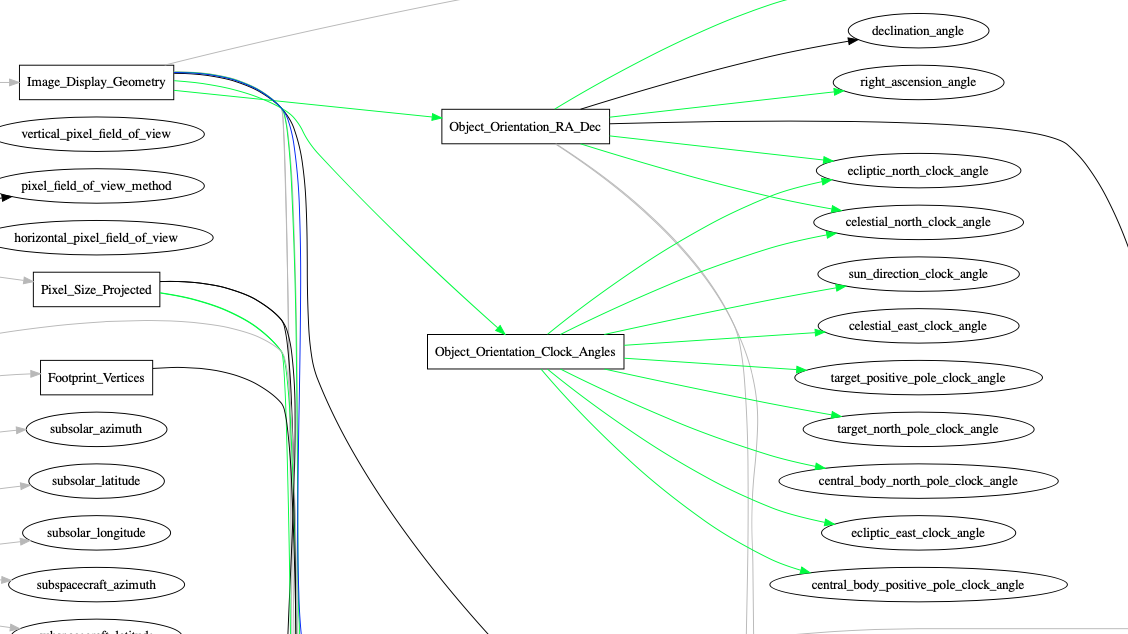 Image_Display_Geometry
vertical_pixel_field_of_view
pixel_field_of_view_method
horizontal_pixel_field_of_view
Pixel_Size_Projected
Footprint_Vertices
subsolar_azimuth
subsolar_latitude
subsolar_longitude
subspacecraft_azimuth
Object_Orientation_RA_Dec
Object_Orientation_Clock_Angles
declination_angle
right_ascension_angle
ecliptic_north_clock_angle
celestial_north_clock_angle
sun_direction_clock_angle
celestial_east_clock_angle
target_positive_pole_clock_angle
target_north_pole_clock_angle
central_body_north_pole_clock_angle
ecliptic_east_clock_angle
central_body_positive_pole_clock_angle